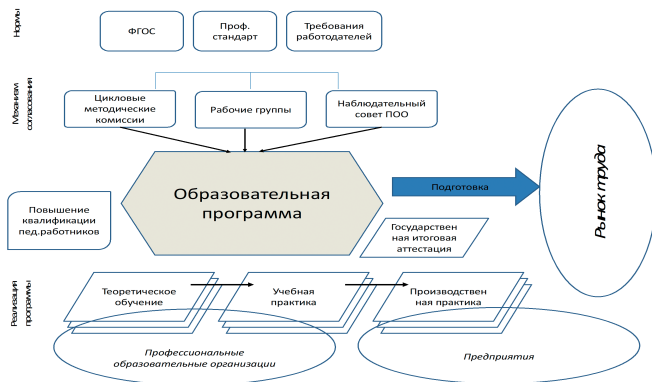 Нормы
ФГОС
Проф.
стандарт
Требования
работодателей
Механизм
согласования
Цикловые
методические
комиссии
Рабочие группы
Наблюдательный
совет ПОО
Образовательная
программа
Подготовка
Рынок труда
Повышение
квалификации
пед.работников
Государствен
ная итоговая
аттестация
Реализация
программы
Теоретическое
обучение
Учебная
практика
Производствен
ная практика
Профессиональные
образовательные организации
Предприятия